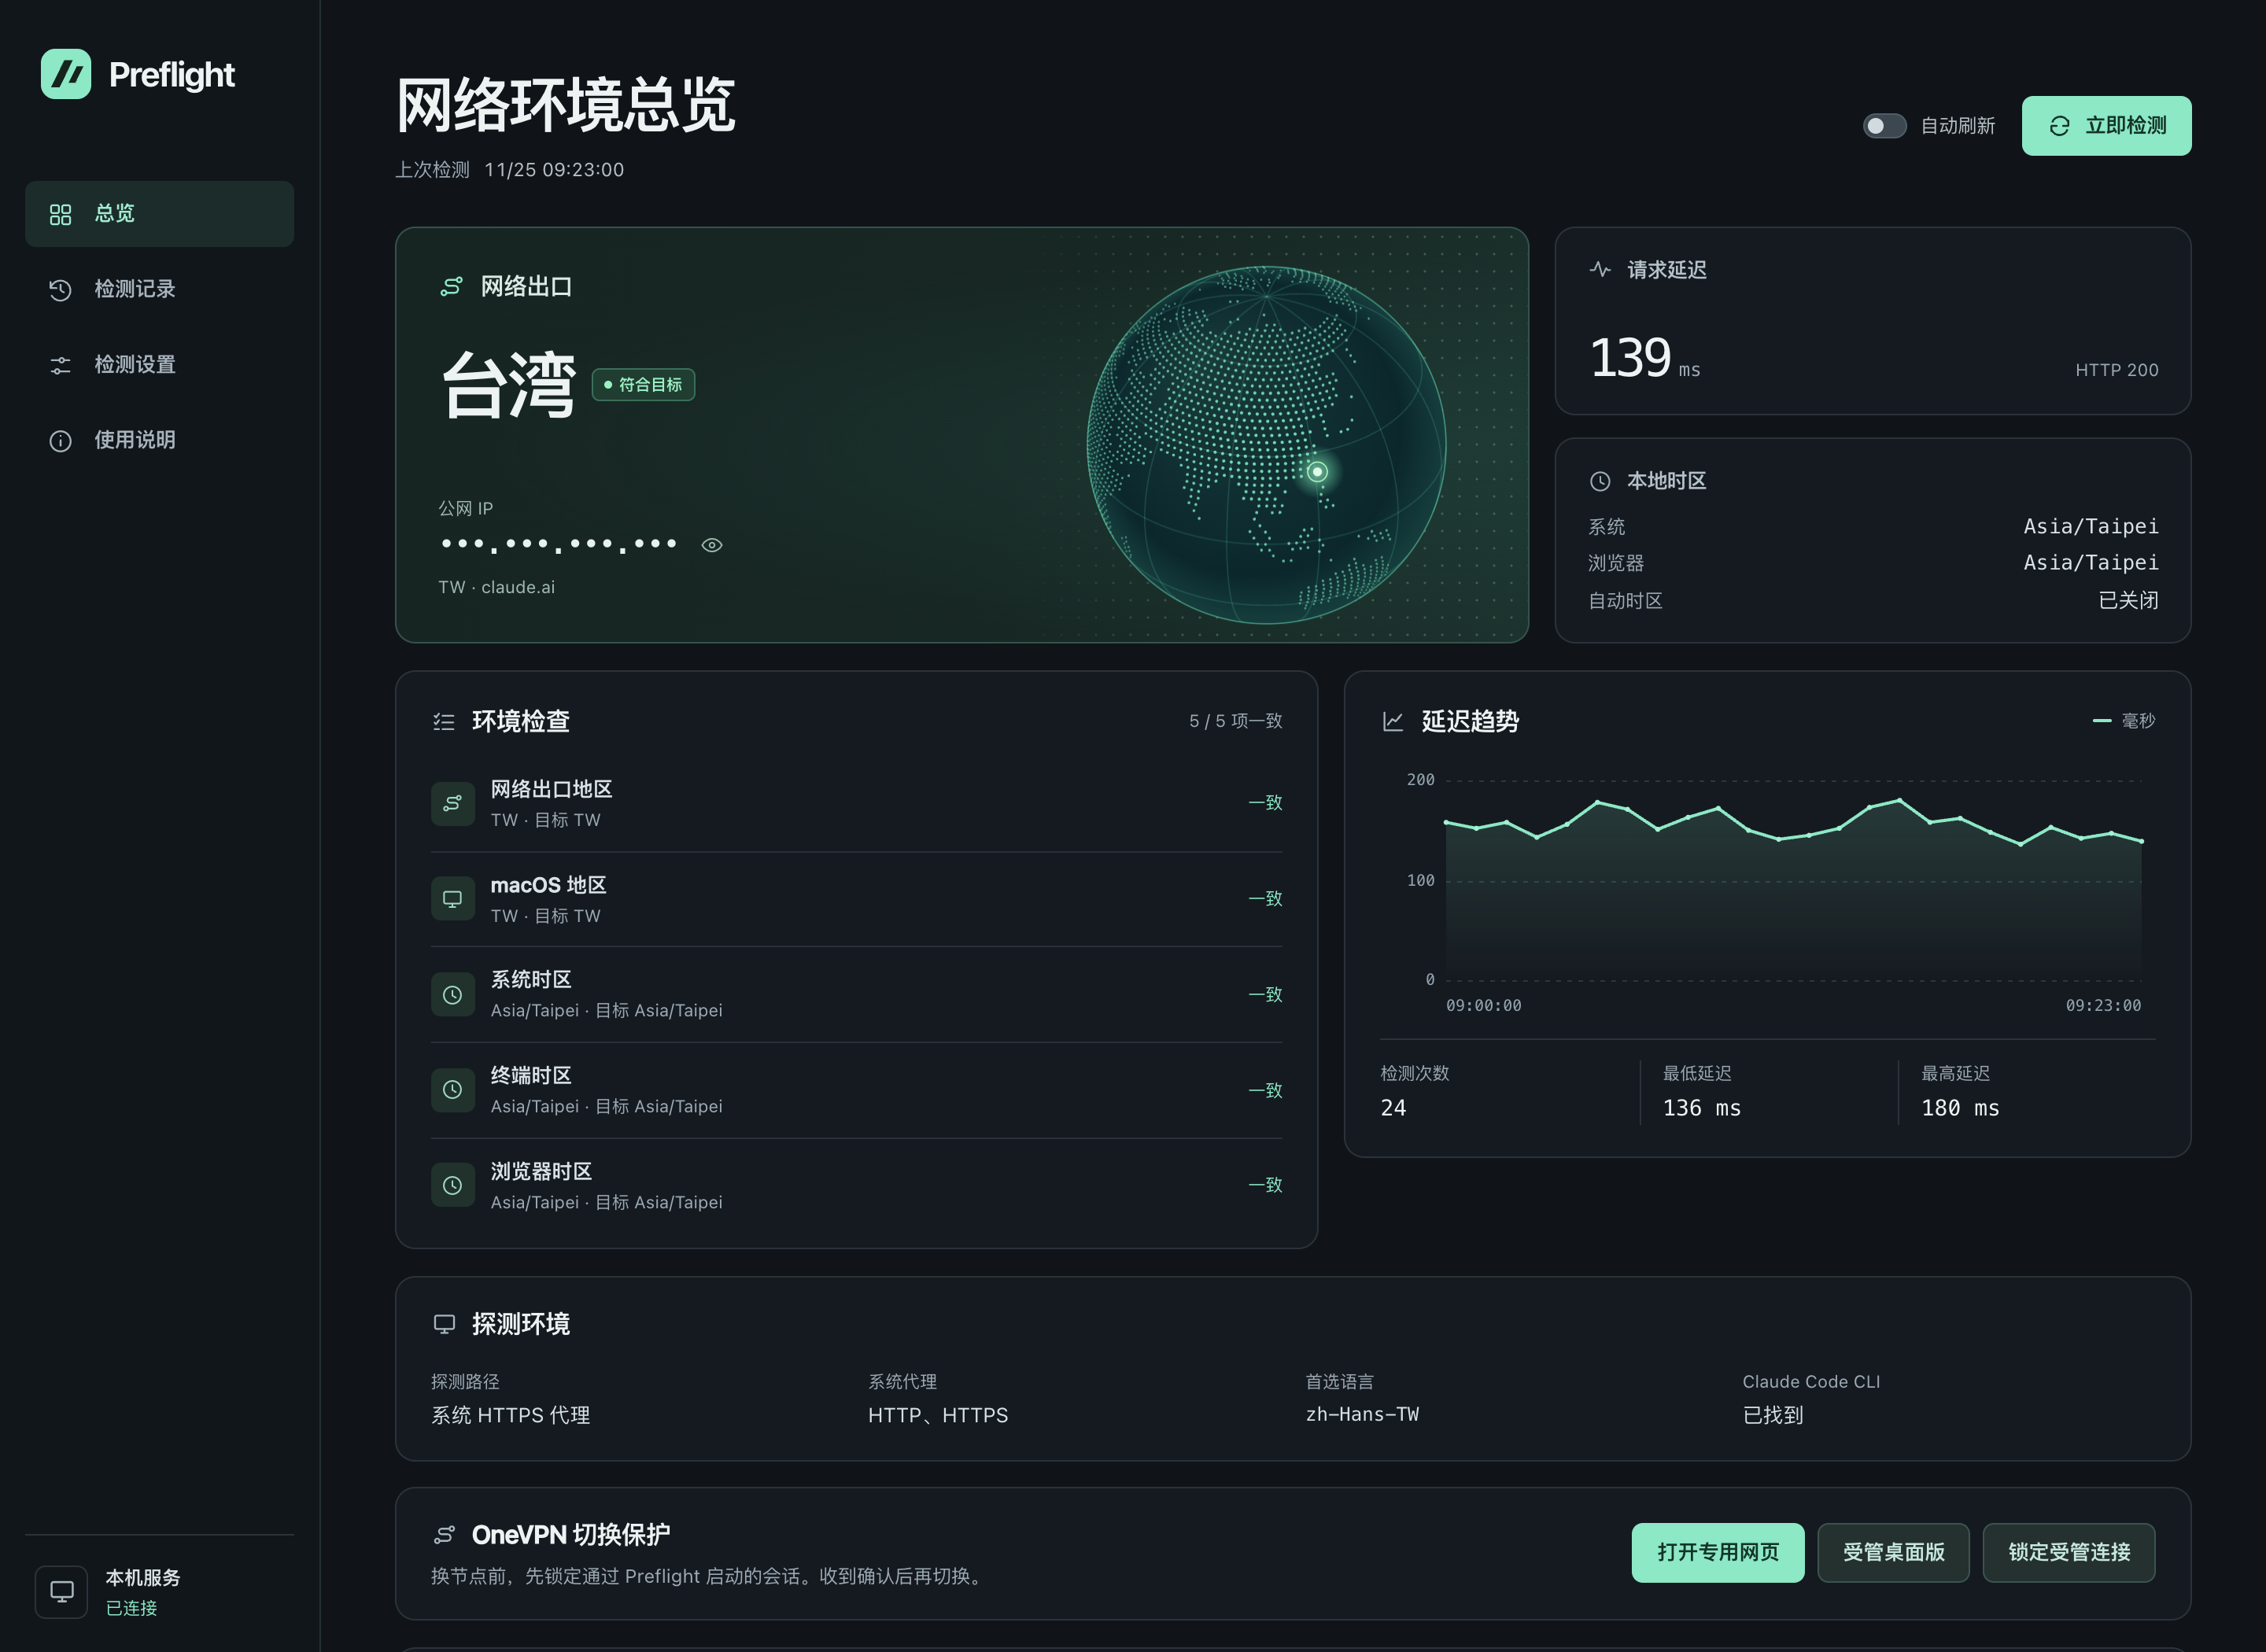 Preflight
总览
检测记录
检测设置
使用说明
本机服务
已连接
网络环境总览
上次检测 11/25 09:23:00
自动刷新
立即检测
网络出口
台湾
符合目标
公网 IP
•••.•••.•••.•••
TW · claude.ai
请求延迟
139 ms
HTTP 200
本地时区
系统 Asia/Taipei
浏览器 Asia/Taipei
自动时区 已关闭
环境检查
5 / 5 项一致
网络出口地区
TW · 目标 TW
一致
macOS 地区
TW · 目标 TW
一致
系统时区
Asia/Taipei · 目标 Asia/Taipei
一致
终端时区
Asia/Taipei · 目标 Asia/Taipei
一致
浏览器时区
Asia/Taipei · 目标 Asia/Taipei
一致
延迟趋势
毫秒
200
100
0
09:00:00 09:23:00
检测次数
24
最低延迟
136 ms
最高延迟
180 ms
探测环境
探测路径
系统 HTTPS 代理
系统代理
HTTP、HTTPS
首选语言
zh-Hans-TW
Claude Code CLI
已找到
OneVPN 切换保护
换节点前，先锁定通过 Preflight 启动的会话。收到确认后再切换。
打开专用网页
受管桌面版
锁定受管连接